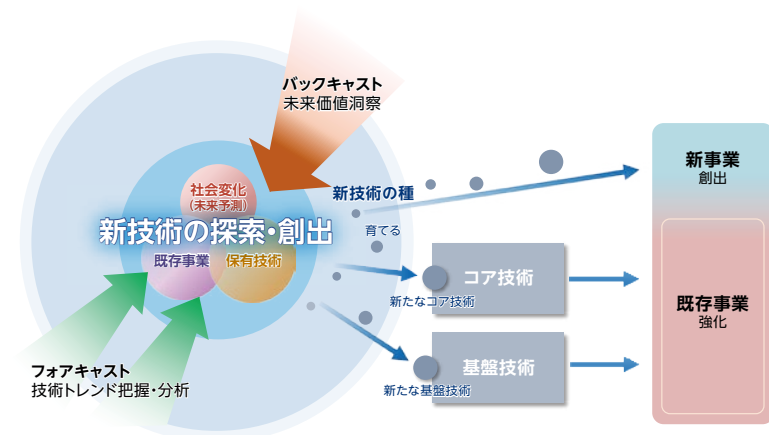 バックキャスト
未来価値洞察
社会変化
(未来予測)
新技術の探索・創出
既存事業
保有技術
フォアキャスト
技術トレンド把握・分析
新技術の種
育てる
コア技術
新たなコア技術
基盤技術
新たな基盤技術
新事業
創出
既存事業
強化